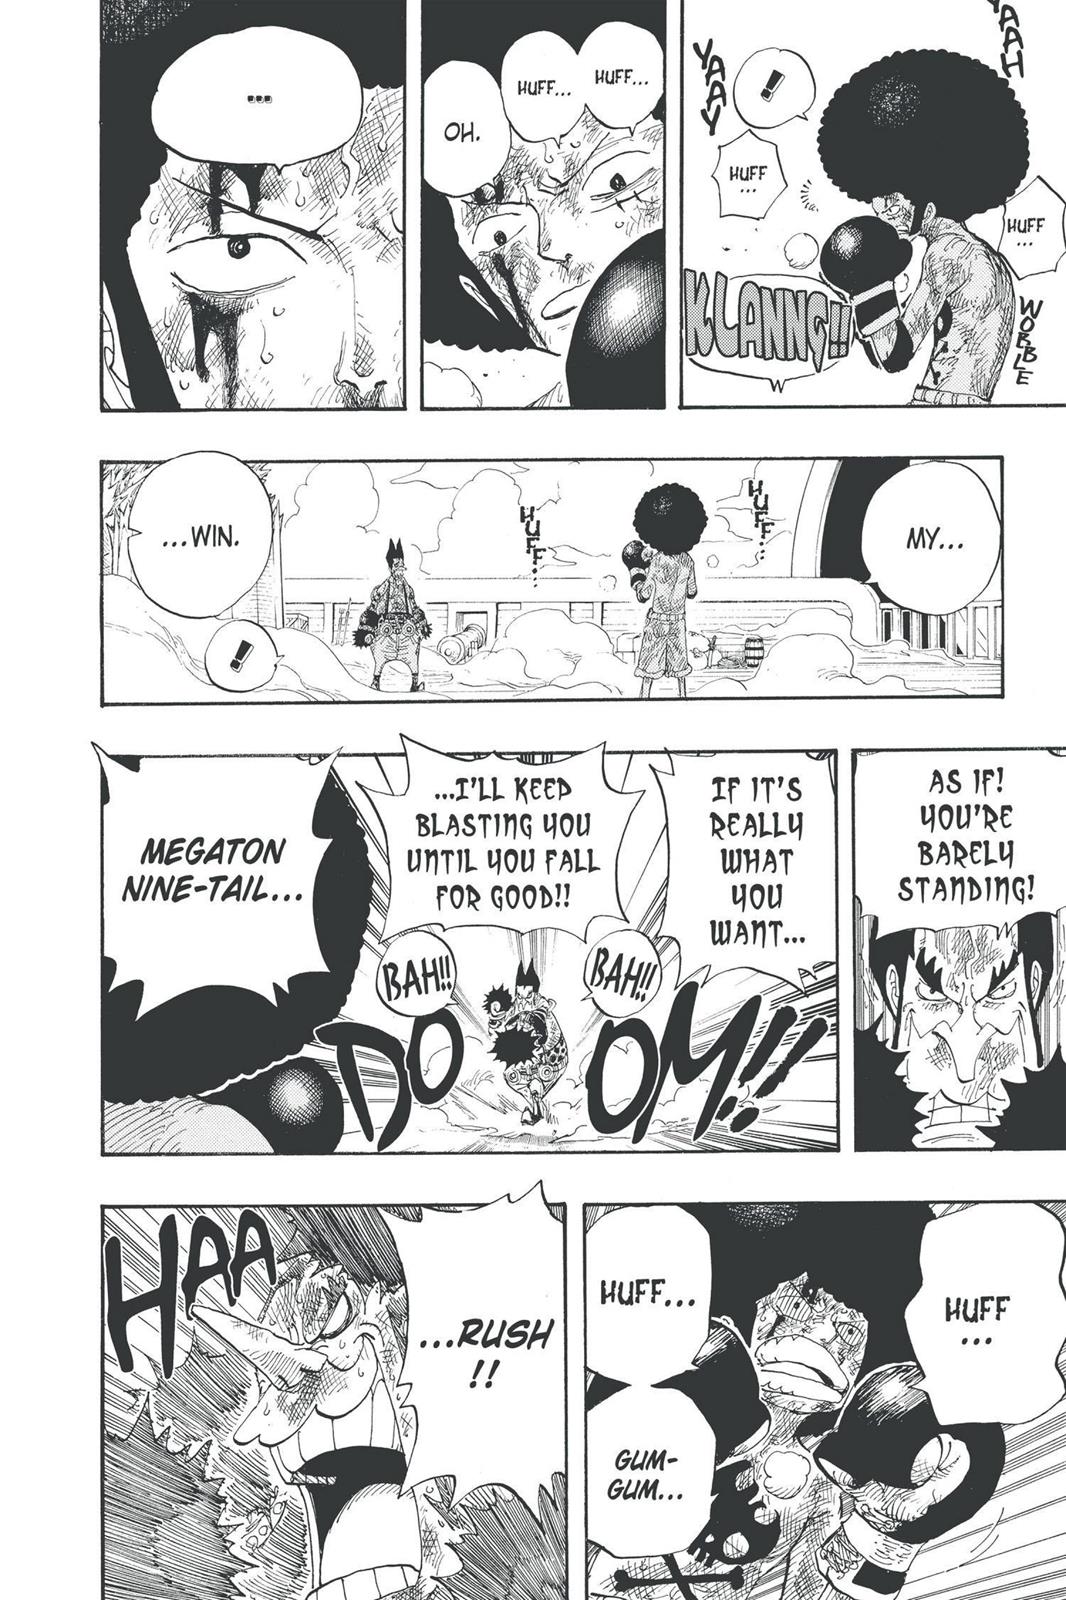 YAAH
YAAY
!
HUFF
...
HUFF
...
KLANNG!!
WOBBLE
HUFF...
HUFF...
OH.
...
MY...
HUFF...
HUFF...
...WIN.
!
AS IF!
YOU'RE
BARELY
STANDING!
IF IT'S
REALLY
WHAT
YOU
WANT...
...I'LL KEEP
BLASTING YOU
UNTIL YOU FALL
FOR GOOD!!
BAH!!
BAH!!
DOOOM!!
MEGATON
NINE-TAIL...
HUFF
...
HUFF...
GUM-
GUM...
...RUSH
!!
HAA